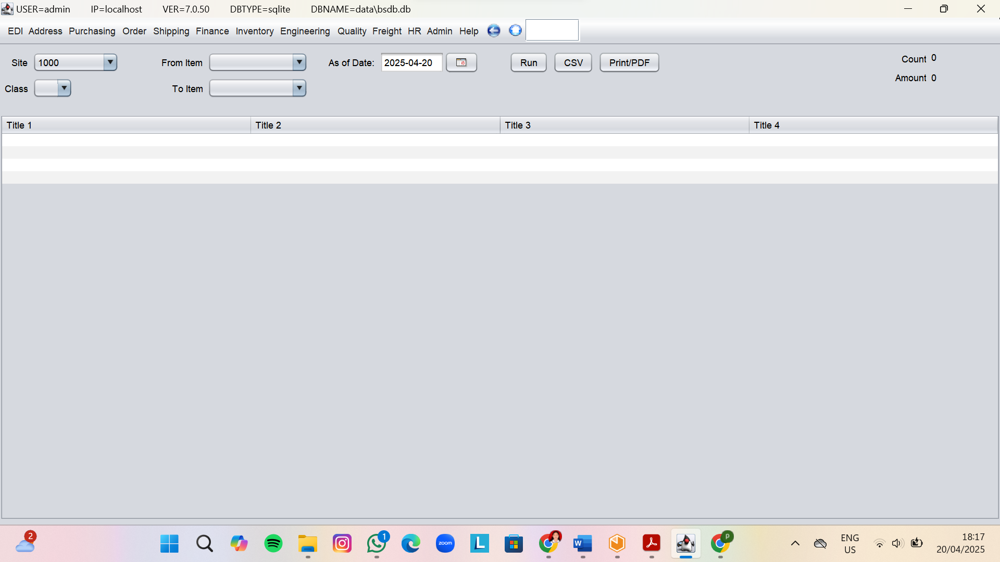 USER=admin IP=localhost VER=7.0.50 DBTYPE=sqlite DBNAME=data\bsdb.db
EDI Address Purchasing Order Shipping Finance Inventory Engineering Quality Freight HR Admin Help
Site 1000 From Item As of Date: 2025-04-20 Run CSV Print/PDF Count 0
Amount 0
Class To Item
Title 1 Title 2 Title 3 Title 4
2 1 zoom L W P
ENG 18:17
US 20/04/2025